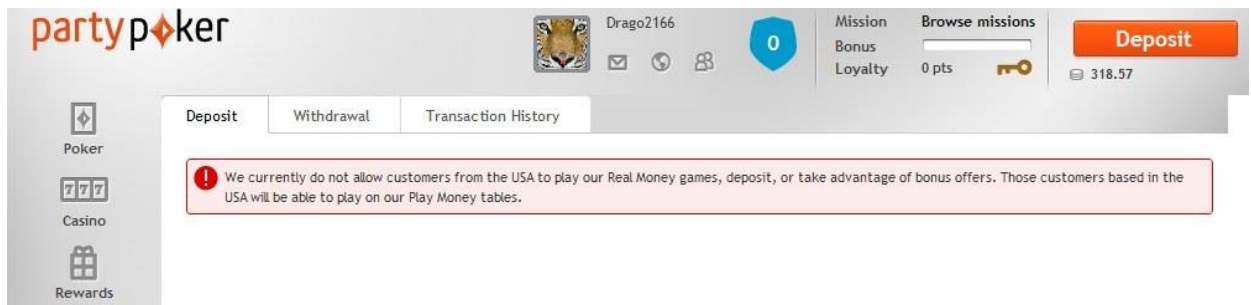 partypoker
Drago2166
0
Mission Browse missions
Bonus
Loyalty 0 pts
Deposit
318.57
Poker
777
Casino
Rewards
Deposit Withdrawal Transaction History
We currently do not allow customers from the USA to play our Real Money games, deposit, or take advantage of bonus offers. Those customers based in the
USA will be able to play on our Play Money tables.